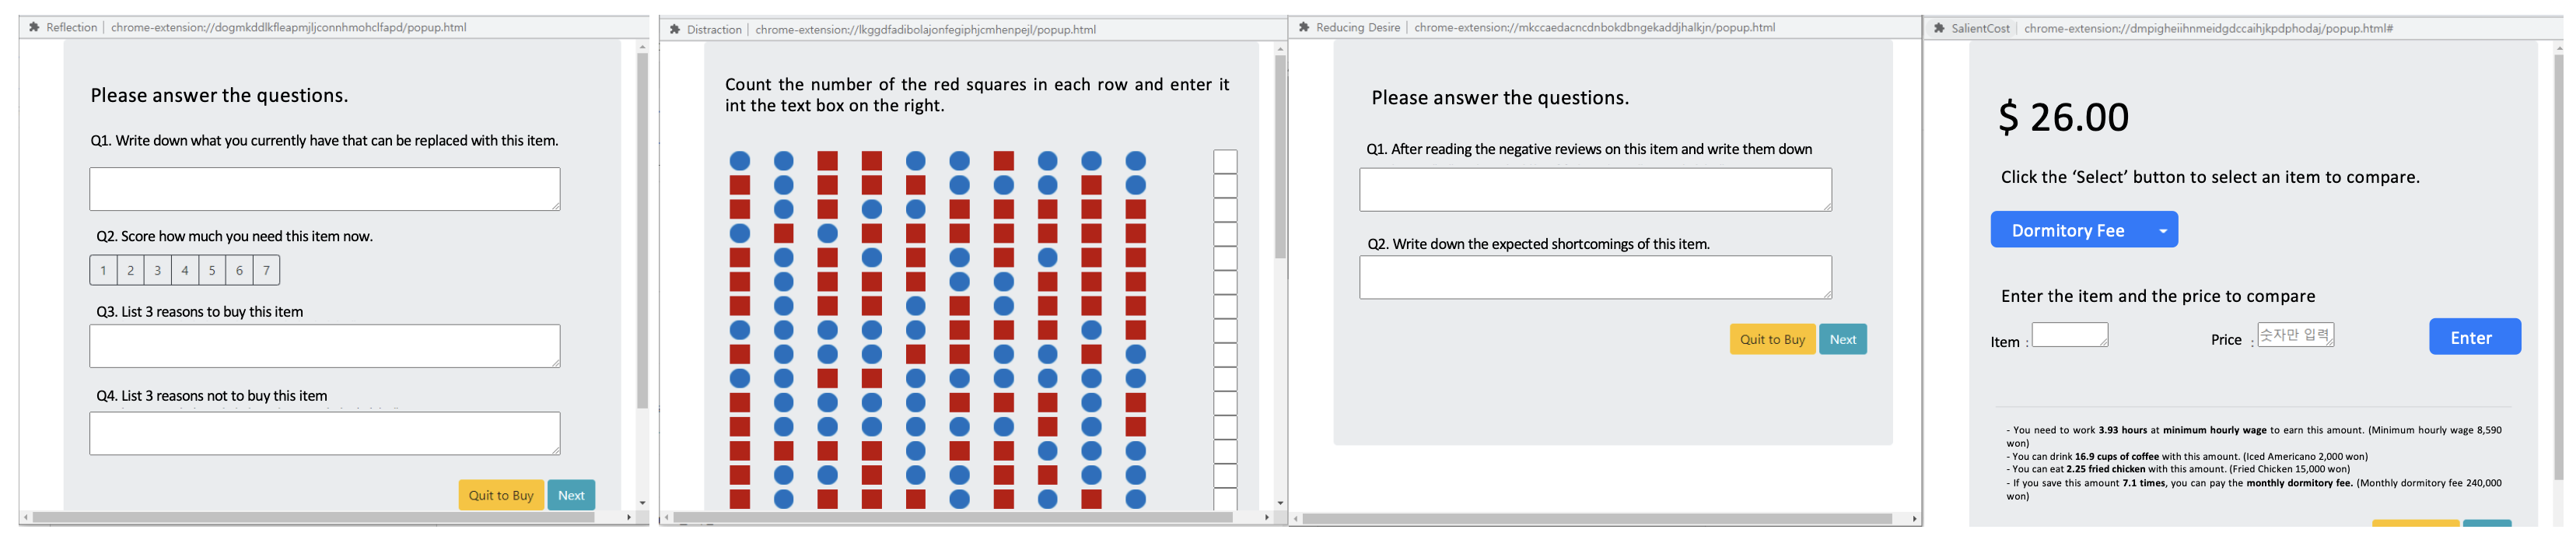 Reflection | chrome-extension://dogmkddlkfleapmjljconnhmohclfapd/popup.html
Please answer the questions.
Q1. Write down what you currently have that can be replaced with this item.
Q2. Score how much you need this item now.
1 2 3 4 5 6 7
Q3. List 3 reasons to buy this item
Q4. List 3 reasons not to buy this item
Quit to Buy Next
Distraction | chrome-extension://lkggdfadibolajonfegiphjcmhenpejl/popup.html
Count the number of the red squares in each row and enter it
int the text box on the right.
Reducing Desire | chrome-extension://mkccaedacncdnbokdbngekaddjhalkjn/popup.html
Please answer the questions.
Q1. After reading the negative reviews on this item and write them down
Q2. Write down the expected shortcomings of this item.
Quit to Buy Next
SalientCost | chrome-extension://dmpigheiihnmeidgdccaihjkpdphodaj/popup.html#
$ 26.00
Click the ‘Select’ button to select an item to compare.
Dormitory Fee
Enter the item and the price to compare
Item : Price : 숫자만 입력 Enter
- You need to work 3.93 hours at minimum hourly wage to earn this amount. (Minimum hourly wage 8,590
won)
- You can drink 16.9 cups of coffee with this amount. (Iced Americano 2,000 won)
- You can eat 2.25 fried chicken with this amount. (Fried Chicken 15,000 won)
- If you save this amount 7.1 times, you can pay the monthly dormitory fee. (Monthly dormitory fee 240,000
won)